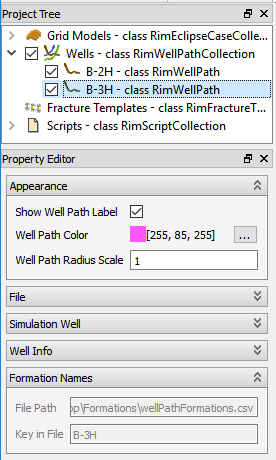 Project Tree
Grid Models - class RimEclipseCaseColle...
Wells - class RimWellPathCollection
B-2H - class RimWellPath
B-3H - class RimWellPath
Fracture Templates - class RimFractureT...
Scripts - class RimScriptCollection
Property Editor
Appearance
Show Well Path Label
Well Path Color [255, 85, 255] ...
Well Path Radius Scale 1
File
Simulation Well
Well Info
Formation Names
File Path op\Formations\wellPathFormations.csv
Key in File B-3H